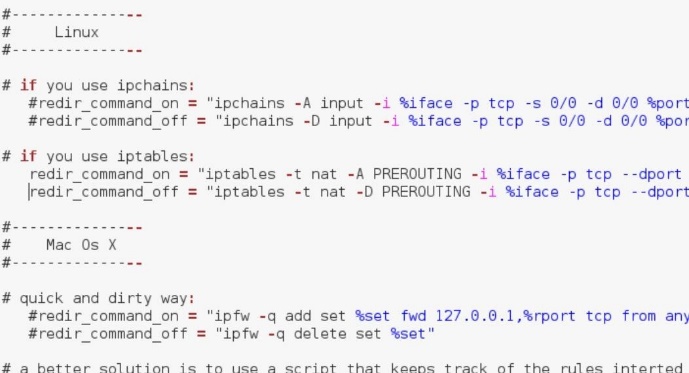 #---------------
#     Linux
#---------------
# if you use ipchains:
#redir_command_on = "ipchains -A input -i %iface -p tcp -s 0/0 -d 0/0 %port
#redir_command_off = "ipchains -D input -i %iface -p tcp -s 0/0 -d 0/0 %por
# if you use iptables:
redir_command_on = "iptables -t nat -A PREROUTING -i %iface -p tcp --dport
redir_command_off = "iptables -t nat -D PREROUTING -i %iface -p tcp --dport
#---------------
#    Mac Os X
#---------------
# quick and dirty way:
#redir_command_on = "ipfw -q add set %set fwd 127.0.0.1,%rport tcp from any
#redir_command_off = "ipfw -q delete set %set"
# a better solution is to use a script that keeps track of the rules interted